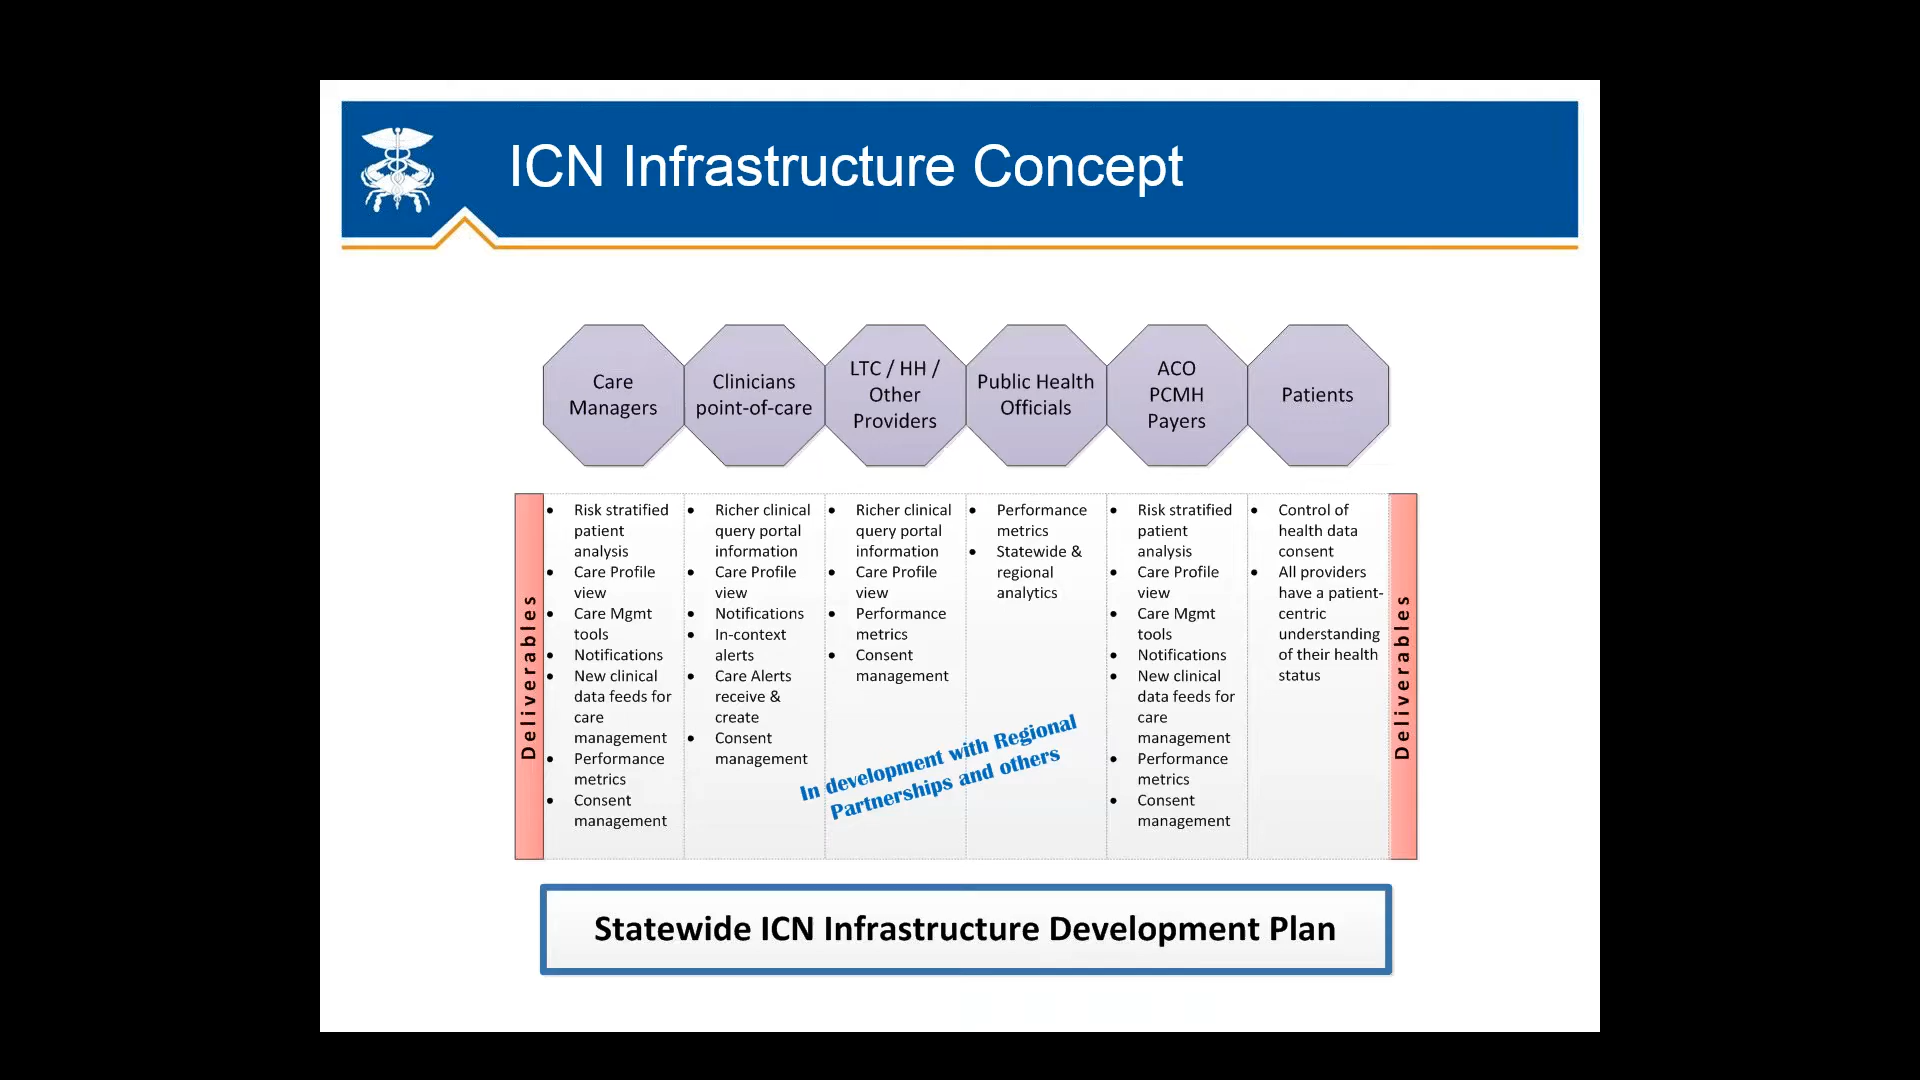 ICN Infrastructure Concept
Care
Managers
Clinicians
point-of-care
LTC / HH /
Other
Providers
Public Health
Officials
ACO
PCMH
Payers
Patients
Deliverables
• Risk stratified
patient
analysis
• Care Profile
view
• Care Mgmt
tools
• Notifications
• New clinical
data feeds for
care
management
• Performance
metrics
• Consent
management
• Richer clinical
query portal
information
• Care Profile
view
• Notifications
• In-context
alerts
• Care Alerts
receive &
create
• Consent
management
• Richer clinical
query portal
information
• Care Profile
view
• Performance
metrics
• Consent
management
• Performance
metrics
• Statewide &
regional
analytics
• Risk stratified
patient
analysis
• Care Profile
view
• Care Mgmt
tools
• Notifications
• New clinical
data feeds for
care
management
• Performance
metrics
• Consent
management
• Control of
health data
consent
• All providers
have a patient-
centric
understanding
of their health
status
Deliverables
In development with Regional
Partnerships and others
Statewide ICN Infrastructure Development Plan